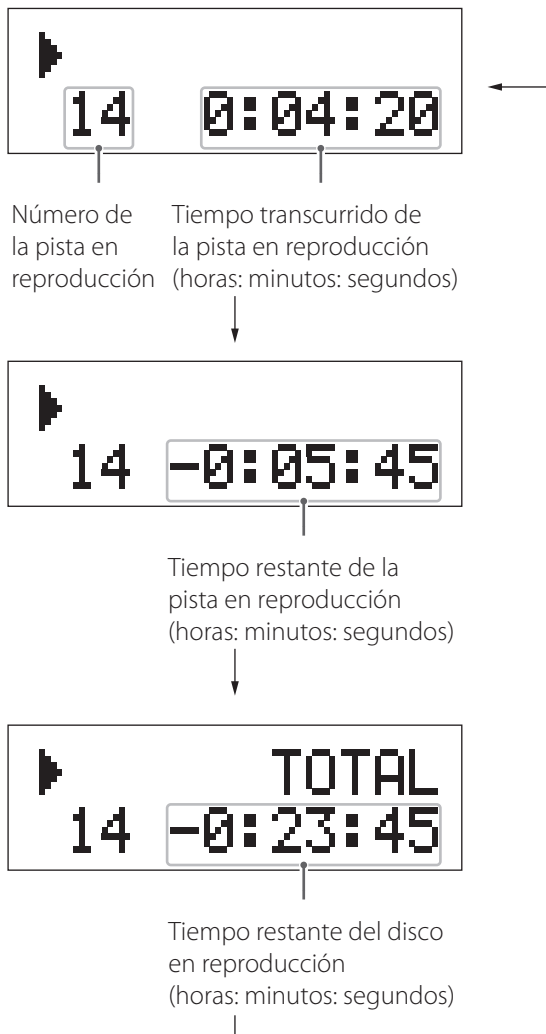 14 0:04:20
Número de
la pista en
reproducción
Tiempo transcurrido de
la pista en reproducción
(horas: minutos: segundos)
14 -0:05:45
Tiempo restante de la
pista en reproducción
(horas: minutos: segundos)
TOTAL
14 -0:23:45
Tiempo restante del disco
en reproducción
(horas: minutos: segundos)